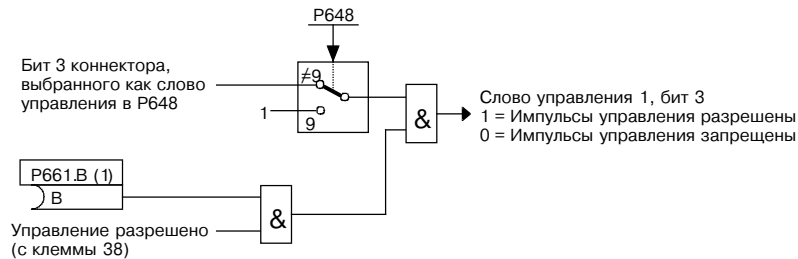 P648
Бит 3 коннектора,
выбранного как слово
управления в P648
≠9
1
9
&
Слово управления 1, бит 3
1 = Импульсы управления разрешены
0 = Импульсы управления запрещены
P661.B (1)
B
&
Управление разрешено
(с клеммы 38)